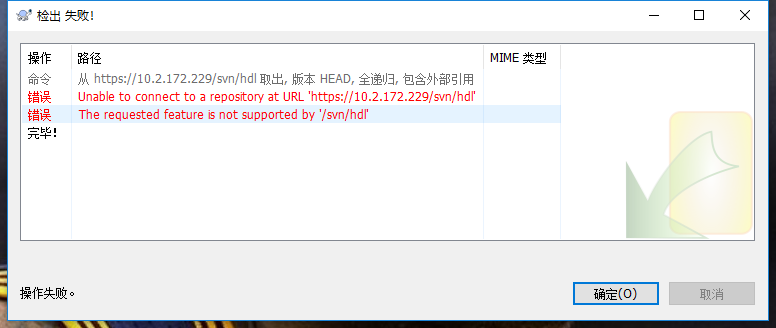 检出 失败!
操作 路径 MIME 类型
命令 从 https://10.2.172.229/svn/hdl 取出, 版本 HEAD, 全递归, 包含外部引用
错误 Unable to connect to a repository at URL 'https://10.2.172.229/svn/hdl'
错误 The requested feature is not supported by '/svn/hdl'
完毕!
操作失败。
确定(O) 取消